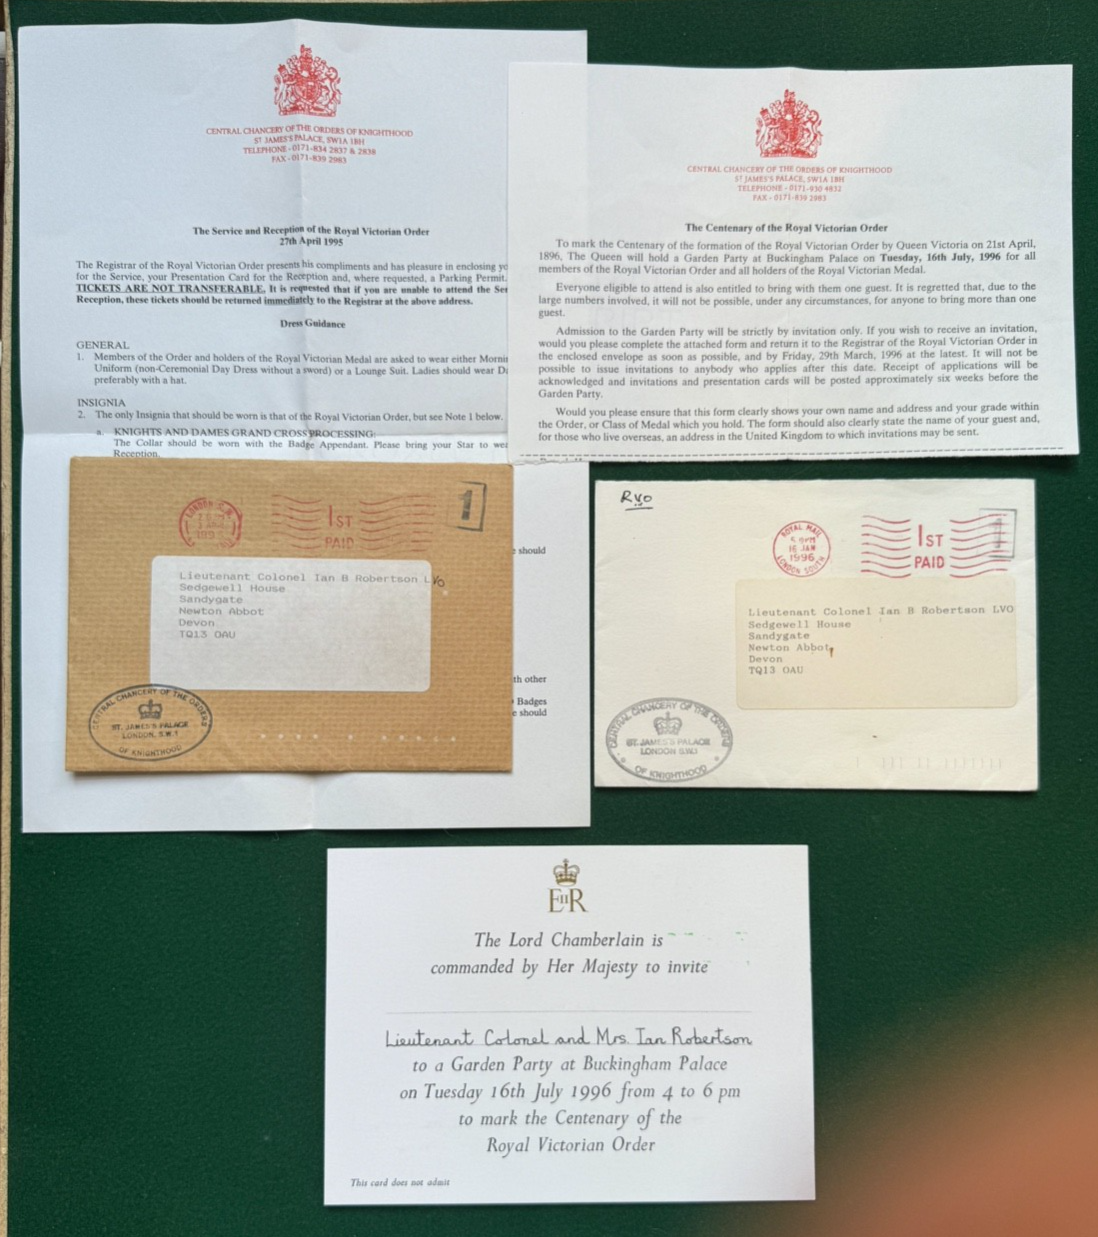 CENTRAL CHANCERY OF THE ORDERS OF KNIGHTHOOD
ST JAMES'S PALACE, SW1A 1BH
TELEPHONE - 0171-834 2837 & 2838
FAX - 0171-839 2983
The Service and Reception of the Royal Victorian Order
27th April 1995
The Registrar of the Royal Victorian Order presents his compliments and has pleasure in enclosing
for the Service, your Presentation Card for the Reception and, where requested, a Parking Permit.
TICKETS ARE NOT TRANSFERABLE. It is requested that if you are unable to attend the
Reception, these tickets should be returned immediately to the Registrar at the above address.
Dress Guidance
GENERAL
1. Members of the Order and holders of the Royal Victorian Medal are asked to wear either
Uniform (non-Ceremonial Day Dress without a sword) or a Lounge Suit. Ladies should wear
preferably with a hat.
INSIGNIA
2. The only Insignia that should be worn is that of the Royal Victorian Order, but see Note 1 below.
a. KNIGHTS AND DAMES GRAND CROSS PROCESSING:
The Collar should be worn with the Badge Appendant. Please bring your Star to
Reception.
should
th other
Badges
e should
CENTRAL CHANCERY OF THE ORDERS OF KNIGHTHOOD
ST JAMES'S PALACE, SW1A 1BH
TELEPHONE - 0171-930 4832
FAX - 0171-839 2983
The Centenary of the Royal Victorian Order
To mark the Centenary of the formation of the Royal Victorian Order by Queen Victoria on 21st April,
1896, The Queen will hold a Garden Party at Buckingham Palace on Tuesday, 16th July, 1996 for all
members of the Royal Victorian Order and all holders of the Royal Victorian Medal.
Everyone eligible to attend is also entitled to bring with them one guest. It is regretted that, due to the
large numbers involved, it will not be possible, under any circumstances, for anyone to bring more than one
guest.
Admission to the Garden Party will be strictly by invitation only. If you wish to receive an invitation,
would you please complete the attached form and return it to the Registrar of the Royal Victorian Order in
the enclosed envelope as soon as possible, and by Friday, 29th March, 1996 at the latest. It will not be
possible to issue invitations to anybody who applies after this date. Receipt of applications will be
acknowledged and invitations and presentation cards will be posted approximately six weeks before the
Garden Party.
Would you please ensure that this form clearly shows your own name and address and your grade within
the Order, or Class of Medal which you hold. The form should also clearly state the name of your guest and,
for those who live overseas, an address in the United Kingdom to which invitations may be sent.
1ST
PAID
1
Lieutenant Colonel Ian B Robertson LVO
Sedgewell House
Sandygate
Newton Abbot
Devon
TQ13 OAU
CENTRAL CHANCERY OF THE ORDERS
ST. JAMES'S PALACE
LONDON, S.W.1
OF KNIGHTHOOD
RVO
ROYAL MAIL
5 PM
16 JAN
1996
LONDON SOUTH
1ST
PAID
1
Lieutenant Colonel Ian B Robertson LVO
Sedgewell House
Sandygate
Newton Abbot
Devon
TQ13 OAU
CENTRAL CHANCERY OF THE ORDERS
ST. JAMES'S PALACE
LONDON S.W.1
OF KNIGHTHOOD
EIIR
The Lord Chamberlain is
commanded by Her Majesty to invite
Lieutenant Colonel and Mrs. Ian Robertson
to a Garden Party at Buckingham Palace
on Tuesday 16th July 1996 from 4 to 6 pm
to mark the Centenary of the
Royal Victorian Order
This card does not admit